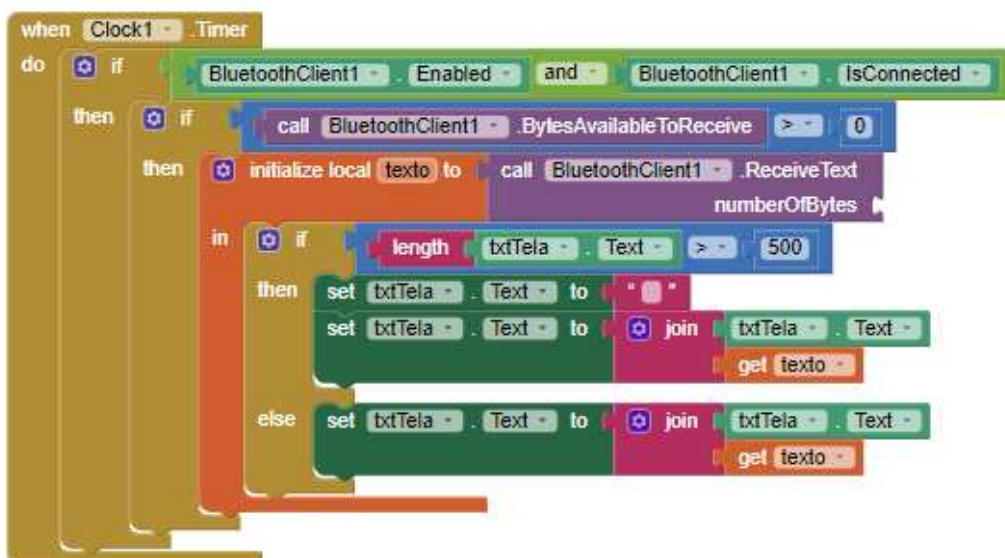 when Clock1 .Timer
do if BluetoothClient1 . Enabled and BluetoothClient1 . IsConnected
then if call BluetoothClient1 .BytesAvailableToReceive > 0
then initialize local texto to call BluetoothClient1 .ReceiveText
numberOfBytes
in if length txtTela . Text > 500
then set txtTela . Text to " "
set txtTela . Text to join txtTela . Text
get texto
else set txtTela . Text to join txtTela . Text
get texto